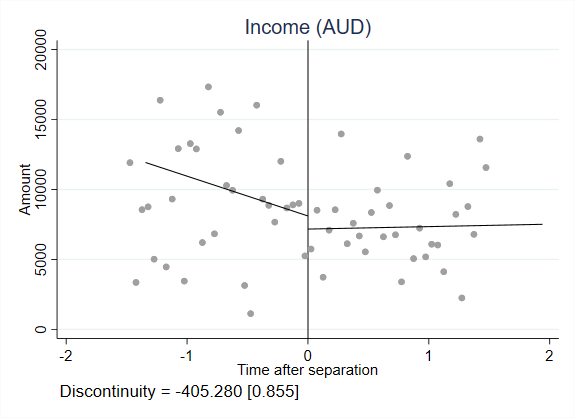 Income (AUD)
20000
15000
10000
5000
0
Amount
-2 -1 0 1 2
Time after separation
Discontinuity = -405.280 [0.855]